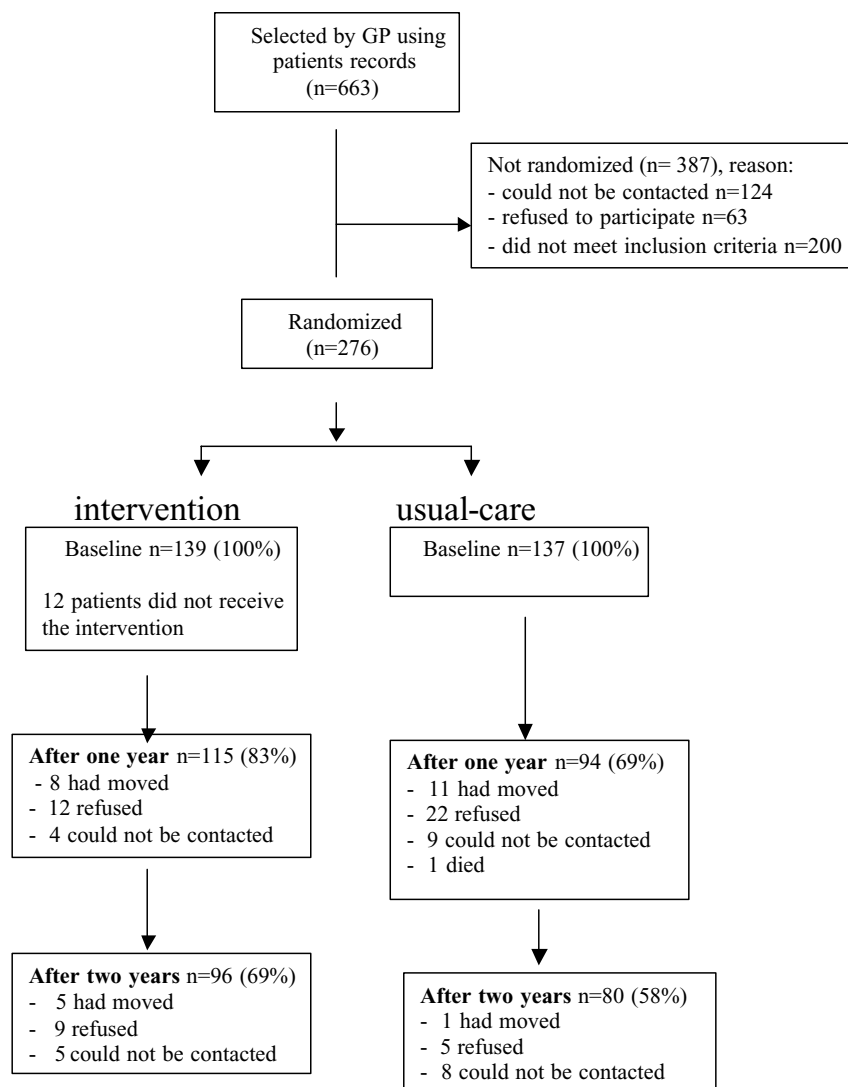 Selected by GP using
patients records
(n=663)
Not randomized (n= 387), reason:
- could not be contacted n=124
- refused to participate n=63
- did not meet inclusion criteria n=200
Randomized
(n=276)
intervention
Baseline n=139 (100%)
12 patients did not receive
the intervention
usual-care
Baseline n=137 (100%)
After one year n=115 (83%)
- 8 had moved
- 12 refused
- 4 could not be contacted
After one year n=94 (69%)
- 11 had moved
- 22 refused
- 9 could not be contacted
- 1 died
After two years n=96 (69%)
- 5 had moved
- 9 refused
- 5 could not be contacted
After two years n=80 (58%)
- 1 had moved
- 5 refused
- 8 could not be contacted